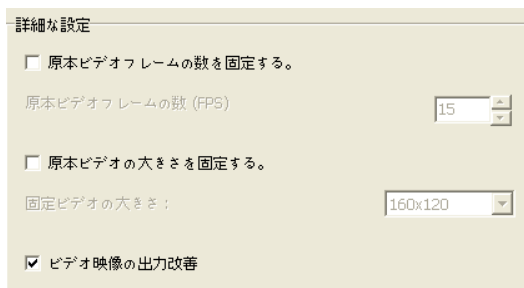 詳細な設定
原本ビデオフレームの数を固定する。
原本ビデオフレームの数 (FPS) 15
原本ビデオの大きさを固定する。
固定ビデオの大きさ : 160x120
ビデオ映像の出力改善